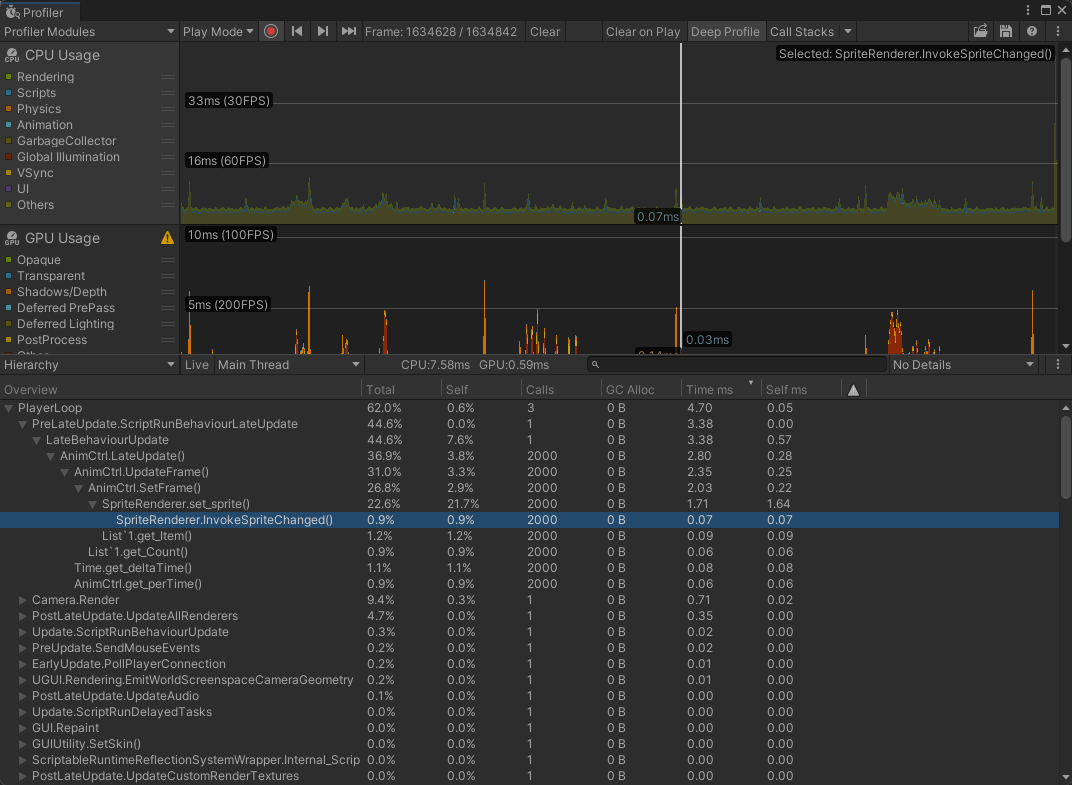 Profiler
Profiler Modules Play Mode Frame: 1634628 / 1634842 Clear Clear on Play Deep Profile Call Stacks
CPU Usage
Rendering
Scripts
Physics
Animation
GarbageCollector
Global Illumination
VSync
UI
Others
Selected: SpriteRenderer.InvokeSpriteChanged()
33ms (30FPS)
16ms (60FPS)
0.07ms
GPU Usage
Opaque
Transparent
Shadows/Depth
Deferred PrePass
Deferred Lighting
PostProcess
Other
10ms (100FPS)
5ms (200FPS)
0.03ms
0.14ms
Hierarchy Live Main Thread CPU:7.58ms GPU:0.59ms No Details
Overview Total Self Calls GC Alloc Time ms Self ms
PlayerLoop 62.0% 0.6% 3 0 B 4.70 0.05
PreLateUpdate.ScriptRunBehaviourLateUpdate 44.6% 0.0% 1 0 B 3.38 0.00
LateBehaviourUpdate 44.6% 7.6% 1 0 B 3.38 0.57
AnimCtrl.LateUpdate() 36.9% 3.8% 2000 0 B 2.80 0.28
AnimCtrl.UpdateFrame() 31.0% 3.3% 2000 0 B 2.35 0.25
AnimCtrl.SetFrame() 26.8% 2.9% 2000 0 B 2.03 0.22
SpriteRenderer.set_sprite() 22.6% 21.7% 2000 0 B 1.71 1.64
SpriteRenderer.InvokeSpriteChanged() 0.9% 0.9% 2000 0 B 0.07 0.07
List`1.get_Item() 1.2% 1.2% 2000 0 B 0.09 0.09
List`1.get_Count() 0.9% 0.9% 2000 0 B 0.06 0.06
Time.get_deltaTime() 1.1% 1.1% 2000 0 B 0.08 0.08
AnimCtrl.get_perTime() 0.9% 0.9% 2000 0 B 0.06 0.06
Camera.Render 9.4% 0.3% 1 0 B 0.71 0.02
PostLateUpdate.UpdateAllRenderers 4.7% 0.0% 1 0 B 0.35 0.00
Update.ScriptRunBehaviourUpdate 0.3% 0.0% 1 0 B 0.02 0.00
PreUpdate.SendMouseEvents 0.2% 0.0% 1 0 B 0.02 0.00
EarlyUpdate.PollPlayerConnection 0.2% 0.0% 1 0 B 0.01 0.00
UGUI.Rendering.EmitWorldScreenspaceCameraGeometry 0.2% 0.0% 1 0 B 0.01 0.00
PostLateUpdate.UpdateAudio 0.1% 0.0% 1 0 B 0.00 0.00
Update.ScriptRunDelayedTasks 0.0% 0.0% 1 0 B 0.00 0.00
GUI.Repaint 0.0% 0.0% 1 0 B 0.00 0.00
GUIUtility.SetSkin() 0.0% 0.0% 1 0 B 0.00 0.00
ScriptableRuntimeReflectionSystemWrapper.Internal_Scrip 0.0% 0.0% 1 0 B 0.00 0.00
PostLateUpdate.UpdateCustomRenderTextures 0.0% 0.0% 1 0 B 0.00 0.00